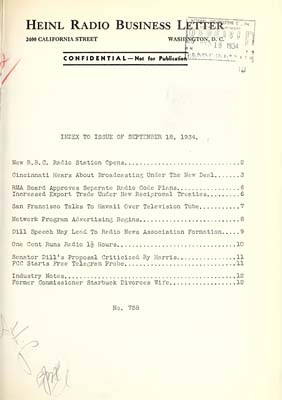 HEINL RADIO BUSINESS LETTER
2400 CALIFORNIA STREET WASHINGTON, D. C.
19 1934
CONFIDENTIAL—Not for Publication
INDEX TO ISSUE OF SEPTEMBER 18, 1934.
New B.B.C. Radio Station Opens....2
Cincinnati Hears About Broadcasting Under The New Deal....3
RMA Board Approves Separate Radio Code Plans....6
Increased Export Trade Under New Reciprocal Treaties....6
San Francisco Talks To Hawaii Over Television Tube....7
Network Program Advertising Begins....8
Dill Speech May Lead To Radio News Association Formation....9
One Cent Runs Radio 1½ Hours....10
Senator Dill's Proposal Criticized By Harris....11
FCC Starts Free Telegram Probe....11
Industry Notes....12
Former Commissioner Starbuck Divorces Wife....12
No. 758